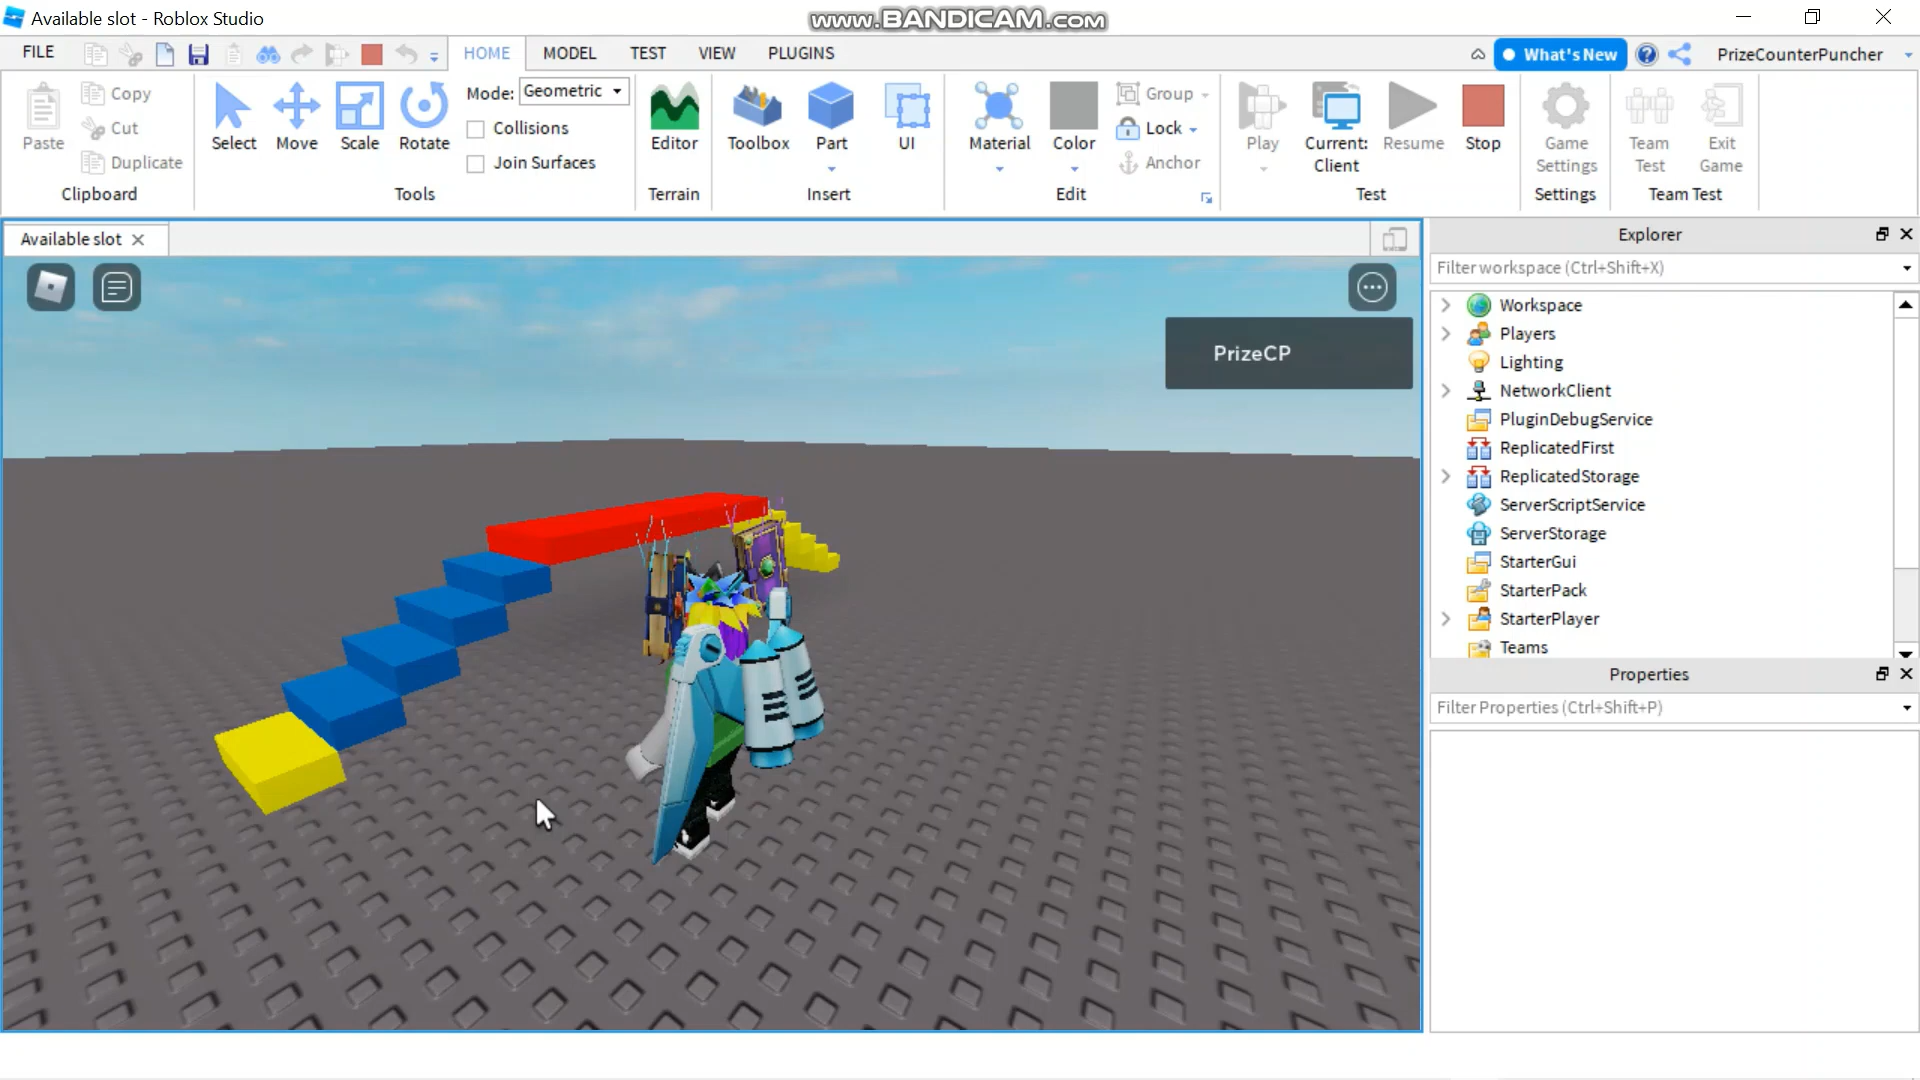 Available slot - Roblox Studio
www.BANDICAM.com
FILE
HOME
MODEL
TEST
VIEW
PLUGINS
What's New
PrizeCounterPuncher
Paste
Copy
Cut
Duplicate
Clipboard
Select
Move
Scale
Rotate
Mode: Geometric
Collisions
Join Surfaces
Tools
Editor
Terrain
Toolbox
Part
UI
Insert
Material
Color
Group
Lock
Anchor
Edit
Play
Current:
Client
Resume
Stop
Test
Game
Settings
Settings
Team
Test
Exit
Game
Team Test
Available slot
PrizeCP
Explorer
Filter workspace (Ctrl+Shift+X)
Workspace
Players
Lighting
NetworkClient
PluginDebugService
ReplicatedFirst
ReplicatedStorage
ServerScriptService
ServerStorage
StarterGui
StarterPack
StarterPlayer
Teams
Properties
Filter Properties (Ctrl+Shift+P)